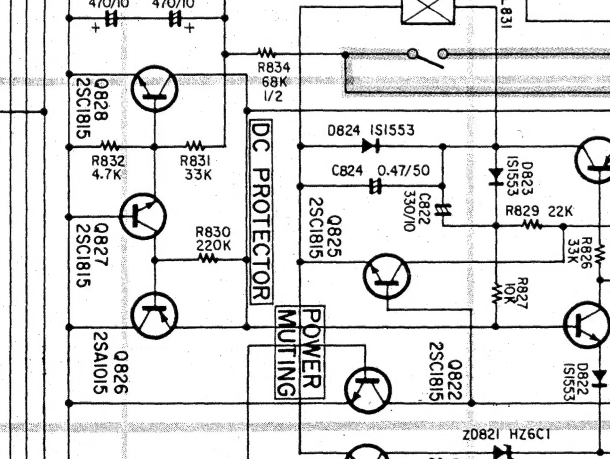 470/10
470/10
L831
R834
68K
1/2
Q828
2SC1815
D824 1S1553
R832
4.7K
R831
33K
C824 0.47/50
D823
1S1553
C822
330/10
DC PROTECTOR
Q825
2SC1815
R829 22K
Q827
2SC1815
R830
220K
R826
33K
R827
10K
POWER
MUTING
Q826
2SA1015
Q822
2SC1815
D822
1S1553
ZD821 HZ6C1